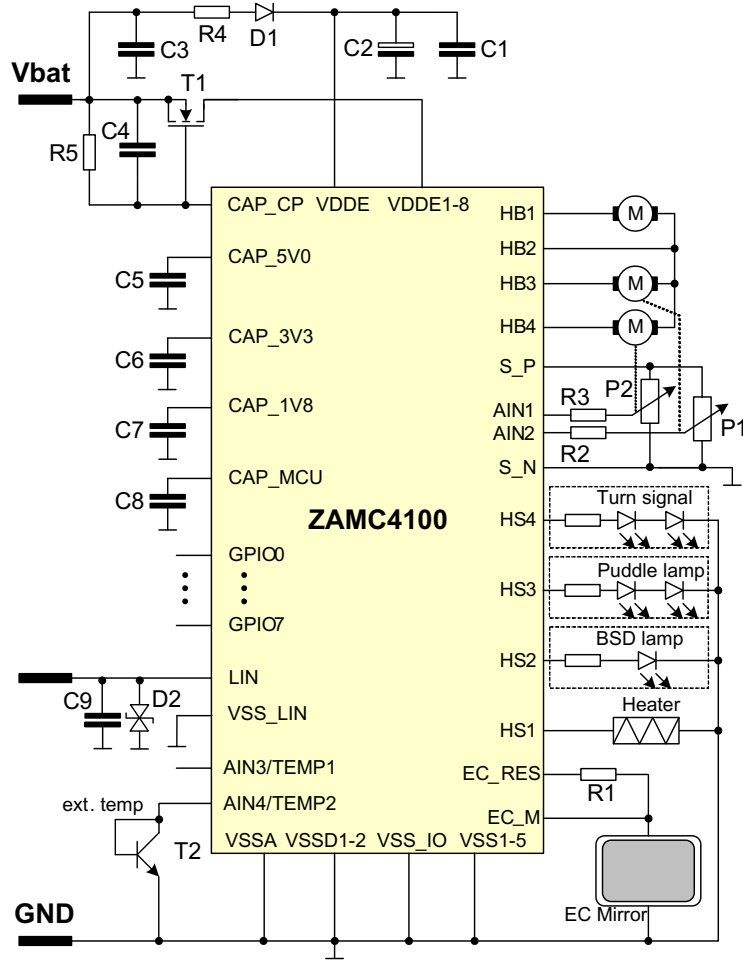 R4
D1
C3
C2
C1
Vbat
T1
C4
R5
CAP_CP
VDDE
VDDE1-8
HB1
M
CAP_5V0
HB2
C5
HB3
M
HB4
M
CAP_3V3
C6
S_P
R3
P2
CAP_1V8
AIN1
C7
AIN2
P1
R2
CAP_MCU
S_N
C8
ZAMC4100
Turn signal
HS4
GPIO0
Puddle lamp
HS3
GPIO7
BSD lamp
LIN
HS2
C9
D2
VSS_LIN
Heater
HS1
AIN3/TEMP1
EC_RES
R1
ext. temp
AIN4/TEMP2
EC_M
T2
VSSA
VSSD1-2
VSS_IO
VSS1-5
GND
EC Mirror